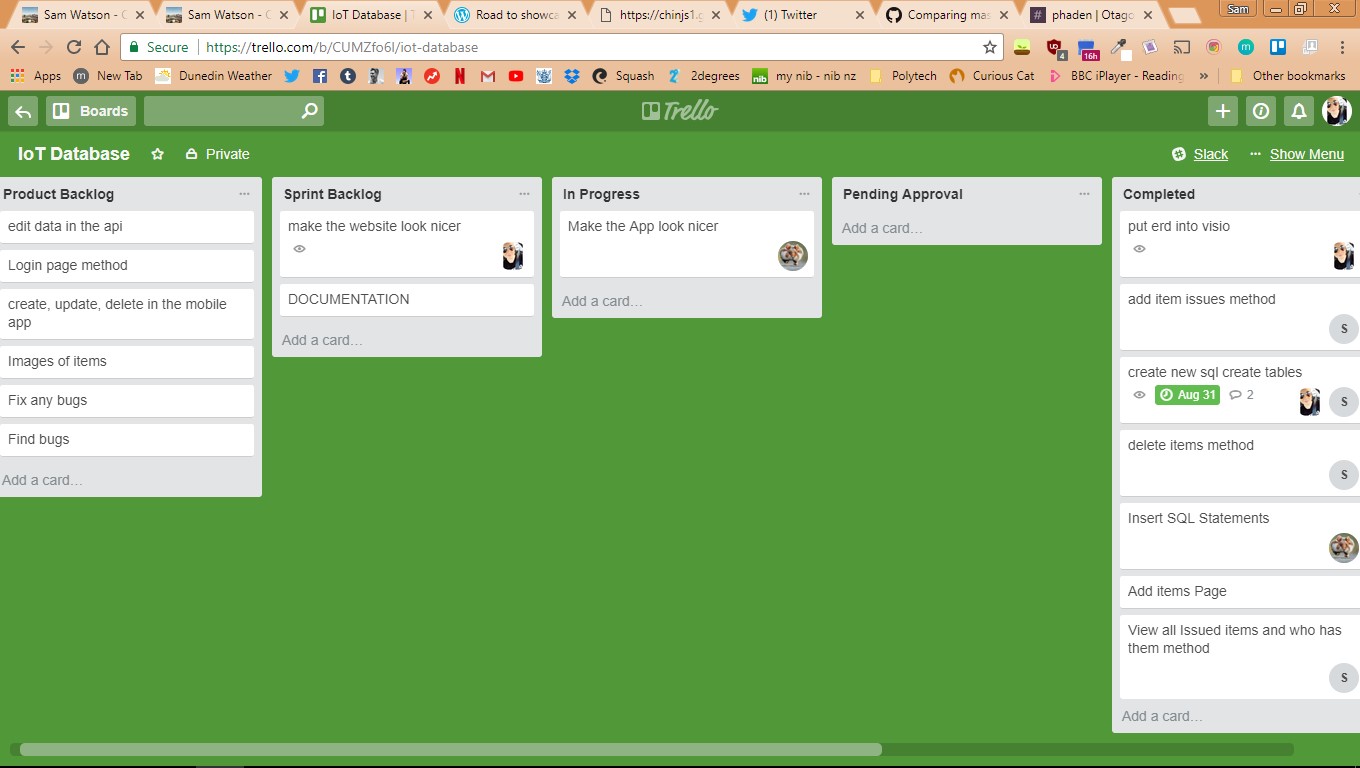 Sam Watson - C
Sam Watson - C
IoT Database | T
Road to showca
https://chinjs1.g
(1) Twitter
Comparing mas
phaden | Otago
Sam
Secure
https://trello.com/b/CUMZfo6I/iot-database
4
16h
Apps
New Tab
Dunedin Weather
Squash
2degrees
nib
my nib - nib nz
Polytech
Curious Cat
BBC iPlayer - Reading
»
Other bookmarks
Boards
Trello
IoT Database
Private
Slack
Show Menu
Product Backlog
edit data in the api
Login page method
create, update, delete in the mobile
app
Images of items
Fix any bugs
Find bugs
Add a card…
Sprint Backlog
make the website look nicer
DOCUMENTATION
Add a card…
In Progress
Make the App look nicer
Add a card…
Pending Approval
Add a card…
Completed
put erd into visio
add item issues method
S
create new sql create tables
Aug 31
2
S
delete items method
S
Insert SQL Statements
Add items Page
View all Issued items and who has
them method
S
Add a card…